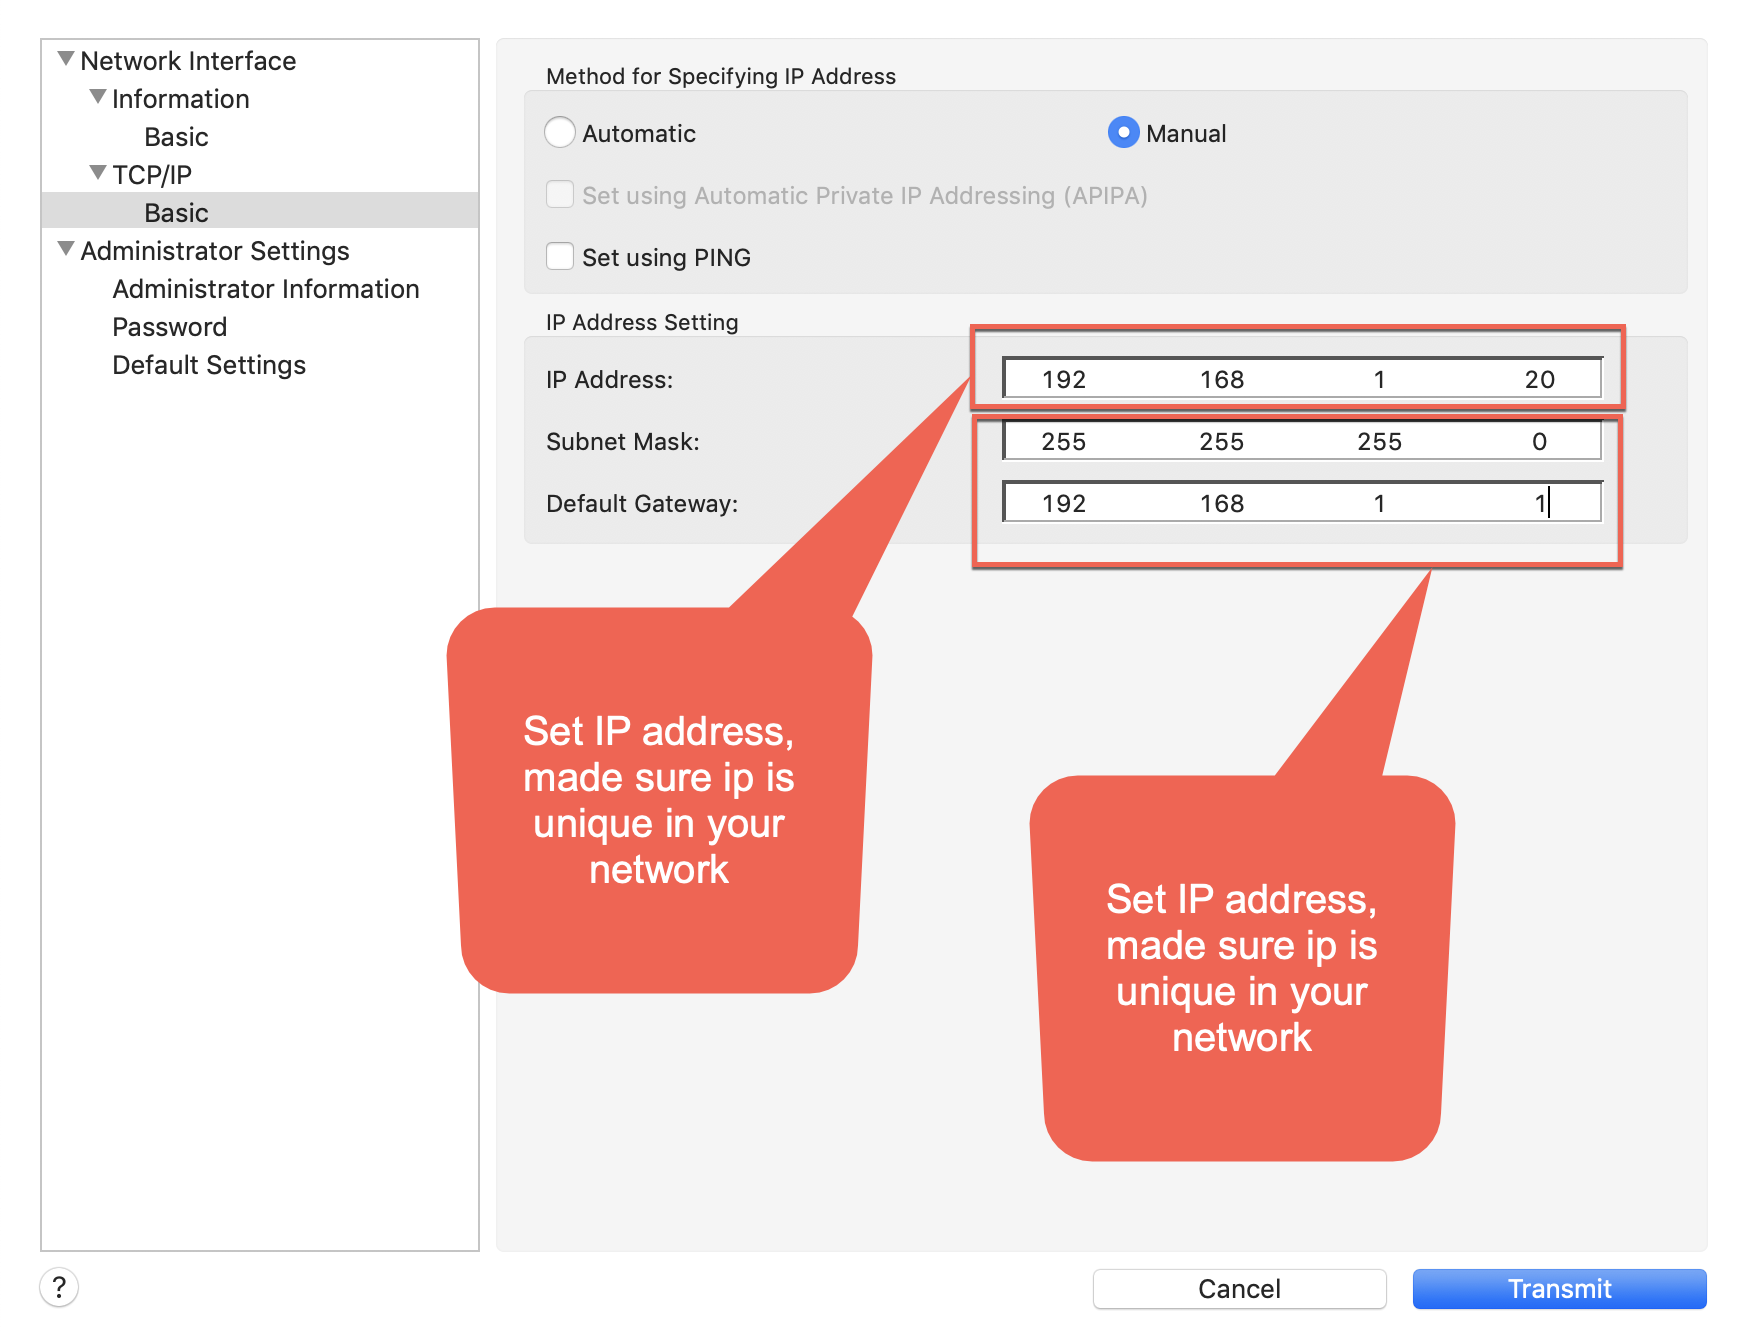 Network Interface
Information
Basic
TCP/IP
Basic
Administrator Settings
Administrator Information
Password
Default Settings
Method for Specifying IP Address
Automatic
Manual
Set using Automatic Private IP Addressing (APIPA)
Set using PING
IP Address Setting
IP Address: 192 168 1 20
Subnet Mask: 255 255 255 0
Default Gateway: 192 168 1 1
Set IP address,
made sure ip is
unique in your
network
Set IP address,
made sure ip is
unique in your
network
?
Cancel
Transmit